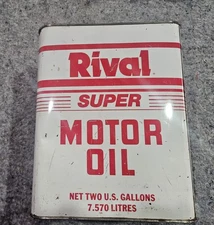 Rival
SUPER
MOTOR
OIL
NET TWO U.S. GALLONS
7.570 LITRES